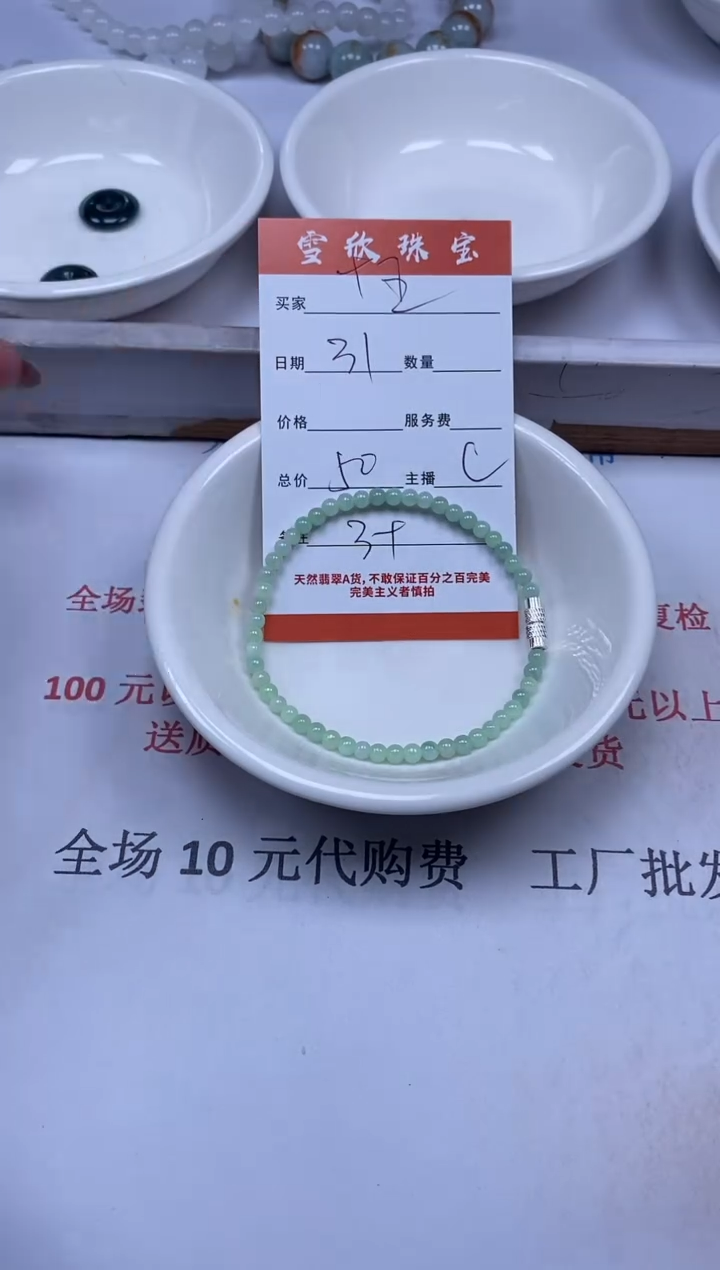 雪欣珠宝
买家
日期 31 数量
价格 服务费
总价 50 主播 C
天然翡翠A货，不敢保证百分之百完美
完美主义者慎拍
全场 复检
100 元 元以上
送 货
全场 10 元代购费 工厂批发